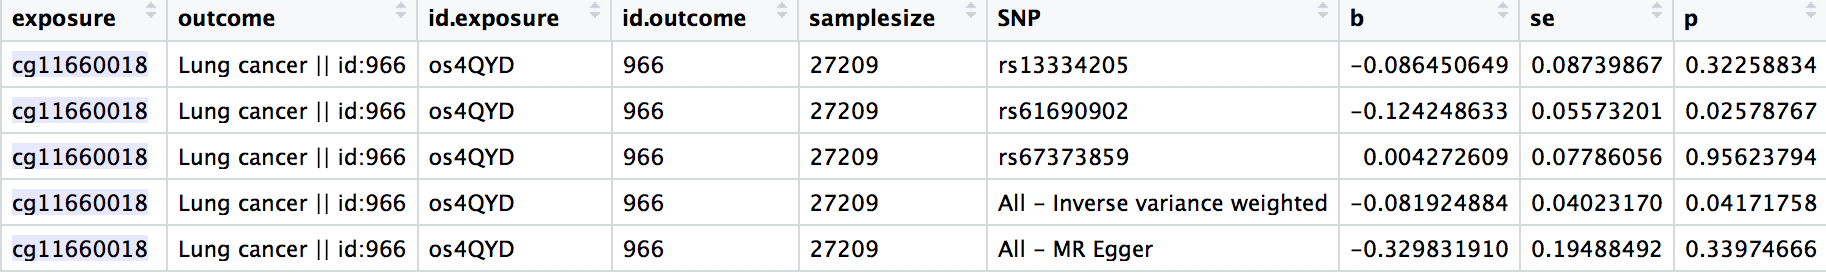 exposure outcome id.exposure id.outcome samplesize SNP b se p
cg11660018 Lung cancer || id:966 os4QYD 966 27209 rs13334205 −0.086450649 0.08739867 0.32258834
cg11660018 Lung cancer || id:966 os4QYD 966 27209 rs61690902 −0.124248633 0.05573201 0.02578767
cg11660018 Lung cancer || id:966 os4QYD 966 27209 rs67373859 0.004272609 0.07786056 0.95623794
cg11660018 Lung cancer || id:966 os4QYD 966 27209 All − Inverse variance weighted −0.081924884 0.04023170 0.04171758
cg11660018 Lung cancer || id:966 os4QYD 966 27209 All − MR Egger −0.329831910 0.19488492 0.33974666